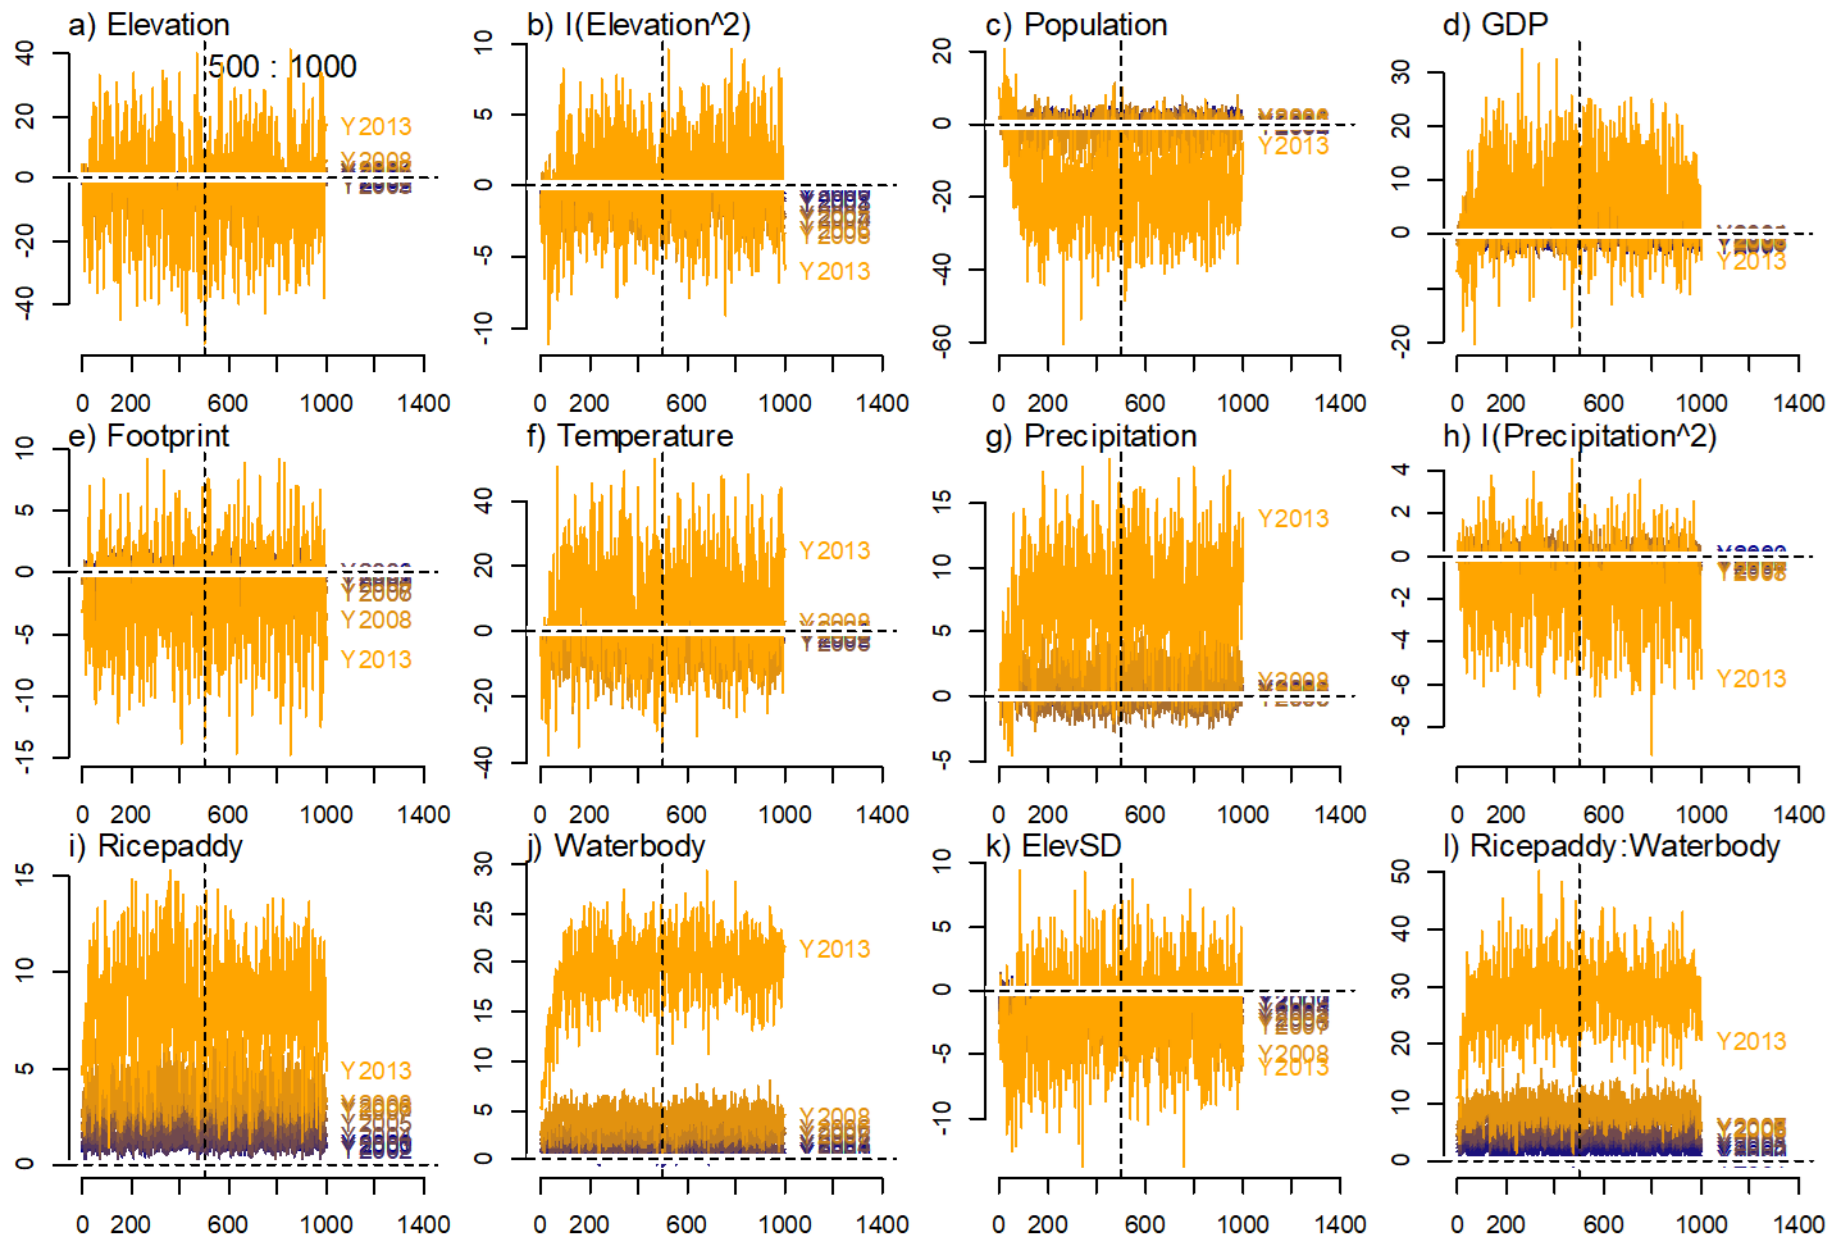 a) Elevation
b) I(Elevation^2)
c) Population
d) GDP
40
20
0
-20
-40
500 : 1000
Y2013
Y2008
10
5
0
-5
-10
Y2008
Y2013
20
0
-20
-40
-60
Y2013
30
20
10
0
-20
Y2013
0 200 600 1000 1400
0 200 600 1000 1400
0 200 600 1000 1400
0 200 600 1000 1400
e) Footprint
f) Temperature
g) Precipitation
h) I(Precipitation^2)
10
5
0
-5
-10
-15
Y2008
Y2008
Y2013
40
20
0
-20
-40
Y2013
Y2008
15
10
5
0
-5
Y2013
Y2008
4
2
0
-2
-4
-6
-8
Y2008
Y2013
0 200 600 1000 1400
0 200 600 1000 1400
0 200 600 1000 1400
0 200 600 1000 1400
i) Ricepaddy
j) Waterbody
k) ElevSD
l) Ricepaddy:Waterbody
15
10
5
0
Y2013
Y2005
Y2002
30
25
20
15
10
5
0
Y2013
Y2008
10
5
0
-5
-10
Y2008
Y2013
50
40
30
20
10
0
Y2013
0 200 600 1000 1400
0 200 600 1000 1400
0 200 600 1000 1400
0 200 600 1000 1400